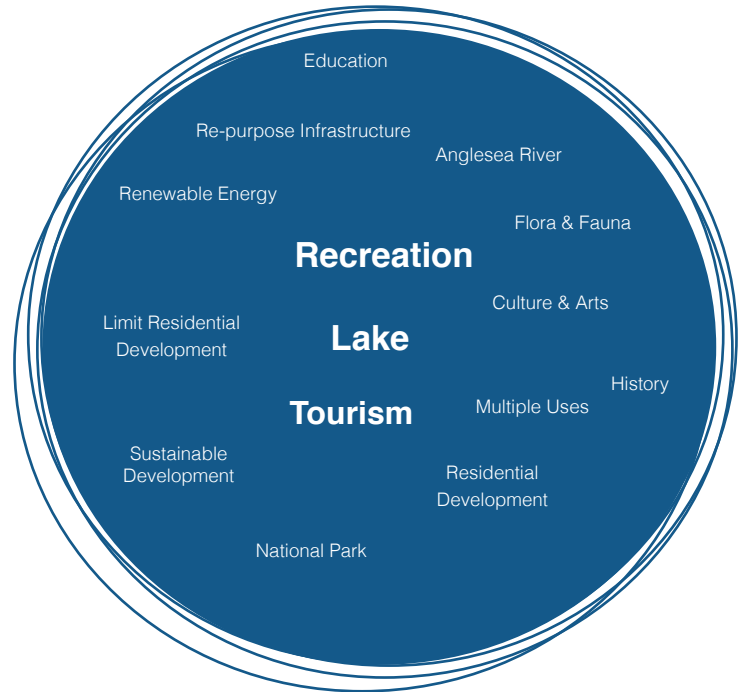 Education
Re-purpose Infrastructure
Anglesea River
Renewable Energy
Flora & Fauna
Recreation
Culture & Arts
Limit Residential
Development
Lake
History
Multiple Uses
Tourism
Sustainable
Development
Residential
Development
National Park